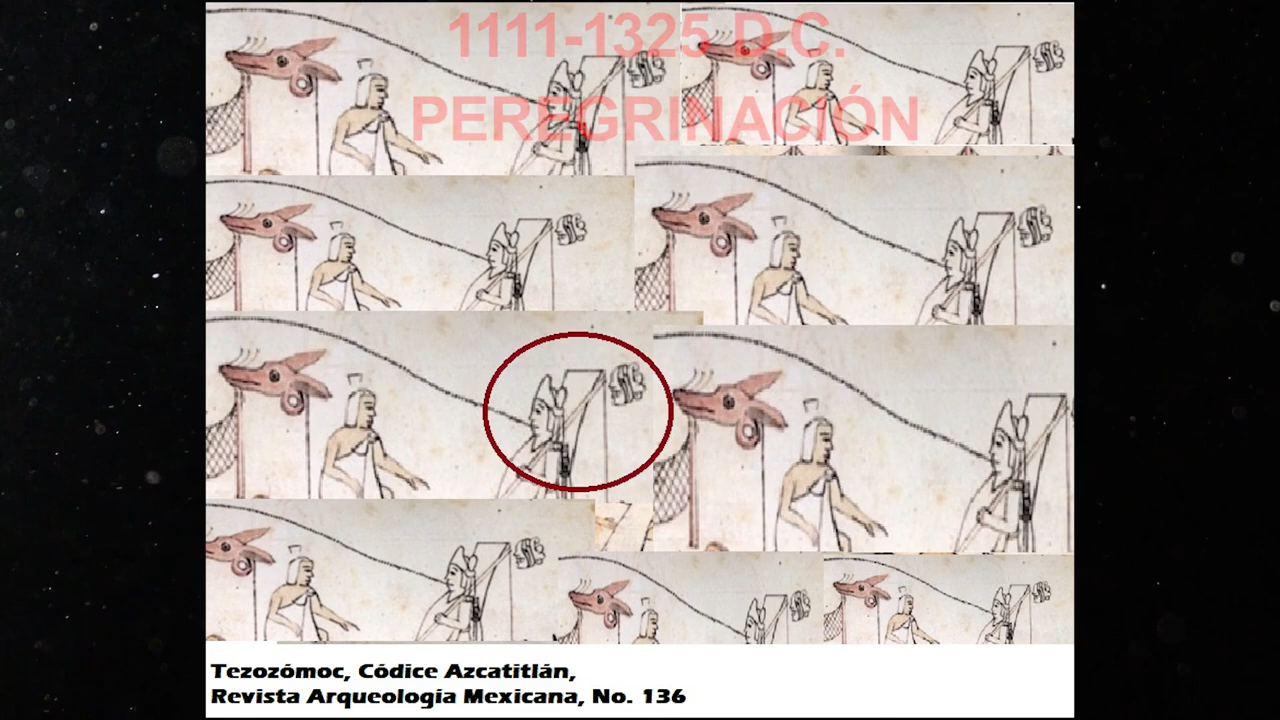 1111-1325 D.C.
PEREGRINACIÓN
Tezozómoc, Códice Azcatitlán,
Revista Arqueología Mexicana, No. 136